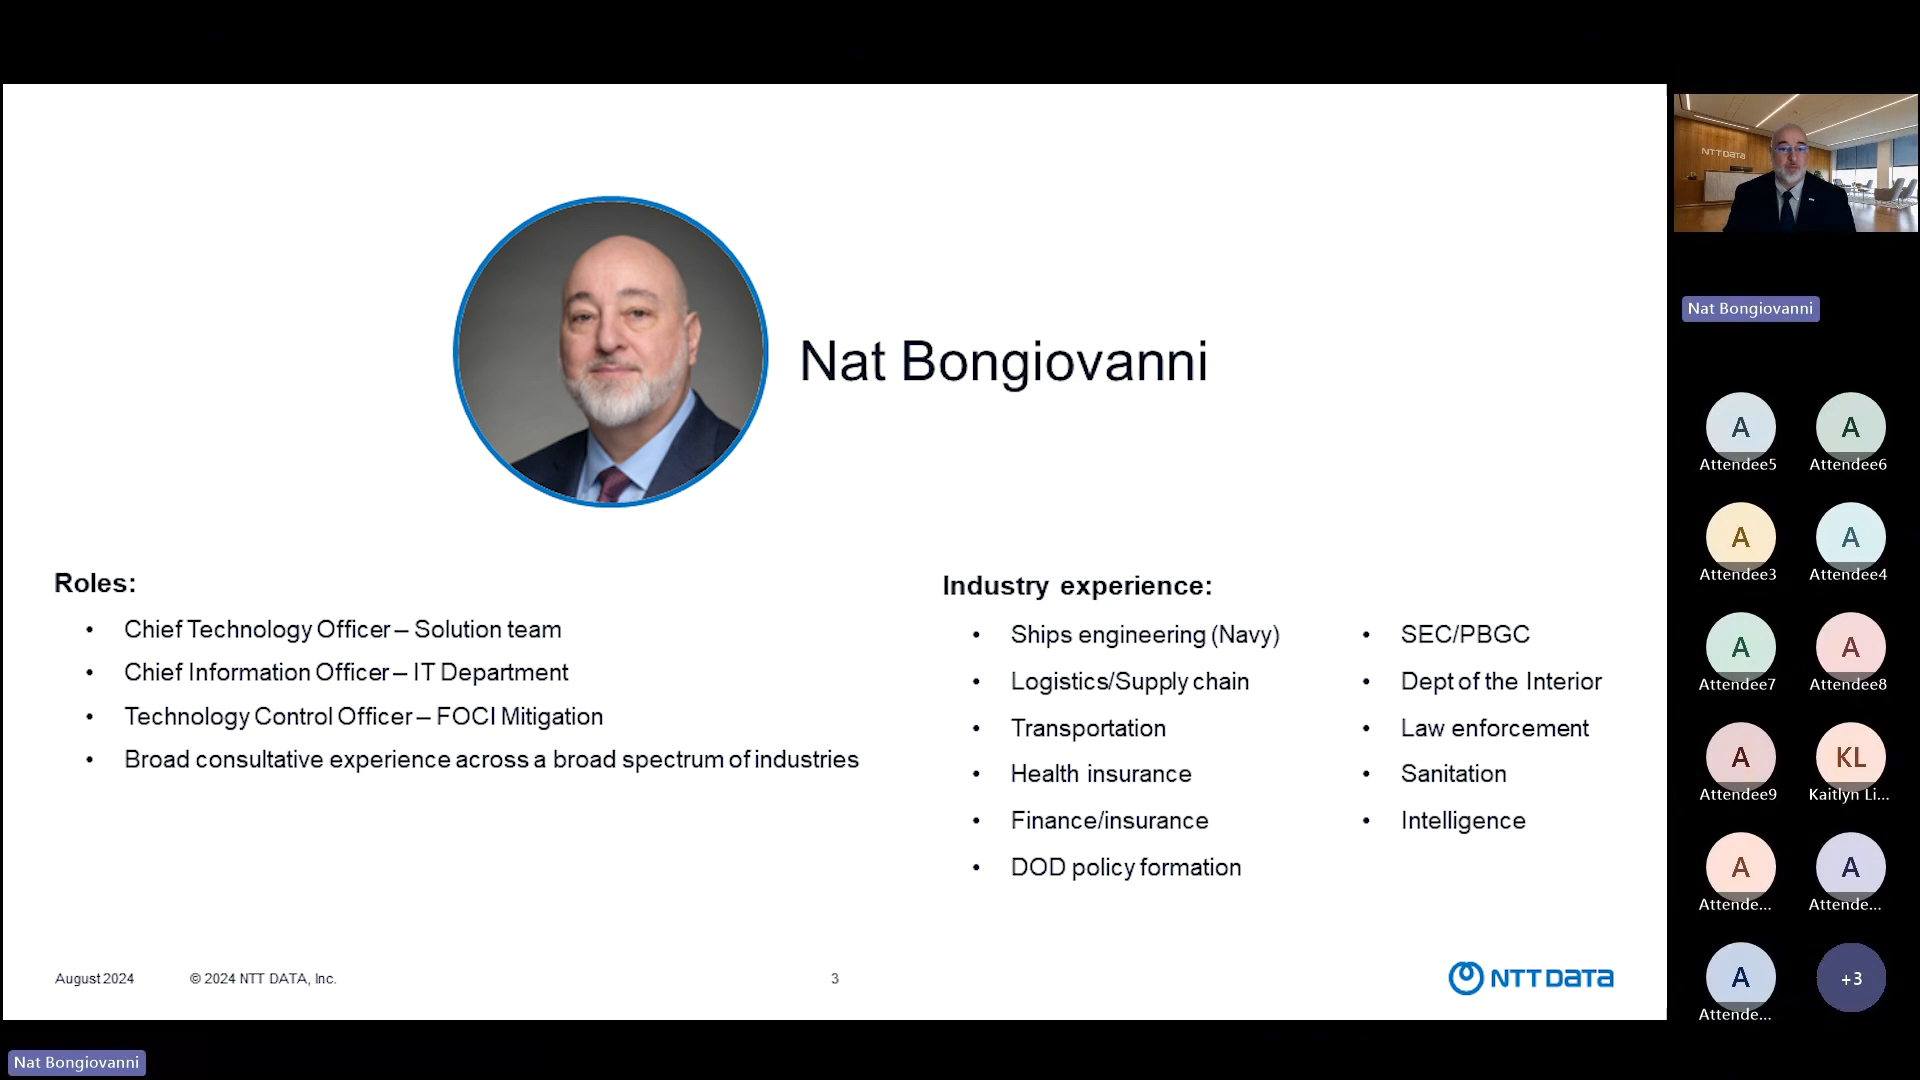 Nat Bongiovanni
Roles:
• Chief Technology Officer – Solution team
• Chief Information Officer – IT Department
• Technology Control Officer – FOCI Mitigation
• Broad consultative experience across a broad spectrum of industries
Industry experience:
• Ships engineering (Navy)
• Logistics/Supply chain
• Transportation
• Health insurance
• Finance/insurance
• DOD policy formation
• SEC/PBGC
• Dept of the Interior
• Law enforcement
• Sanitation
• Intelligence
August 2024
© 2024 NTT DATA, Inc.
3
NTT DATA
NTT DATA
Nat Bongiovanni
A
Attendee5
A
Attendee6
A
Attendee3
A
Attendee4
A
Attendee7
A
Attendee8
A
Attendee9
KL
Kaitlyn Li...
A
Attende...
A
Attende...
A
Attende...
+3
Nat Bongiovanni